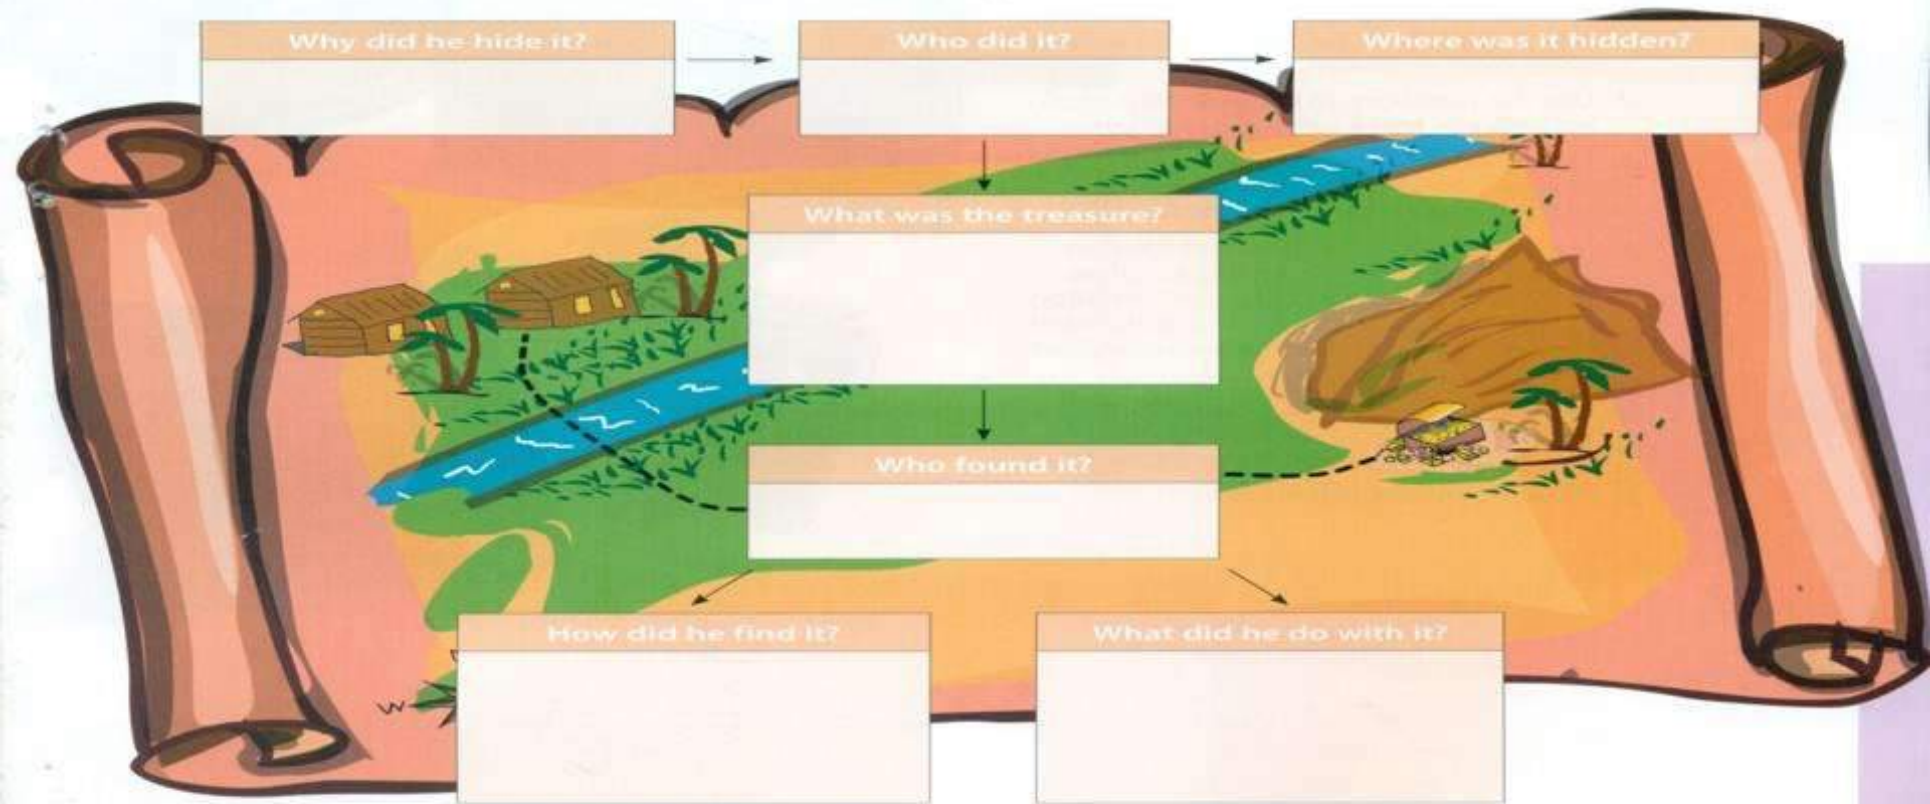 Why did he hide it?
Who did it?
Where was it hidden?
What was the treasure?
Who found it?
How did he find it?
What did he do with it?
W